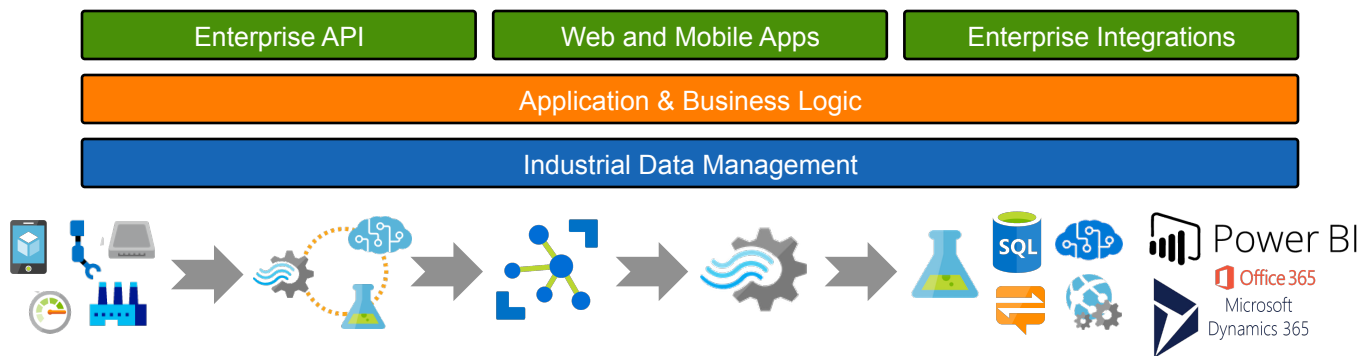 Enterprise API
Web and Mobile Apps
Enterprise Integrations
Application & Business Logic
Industrial Data Management
SQL
Power BI
Office 365
Microsoft
Dynamics 365